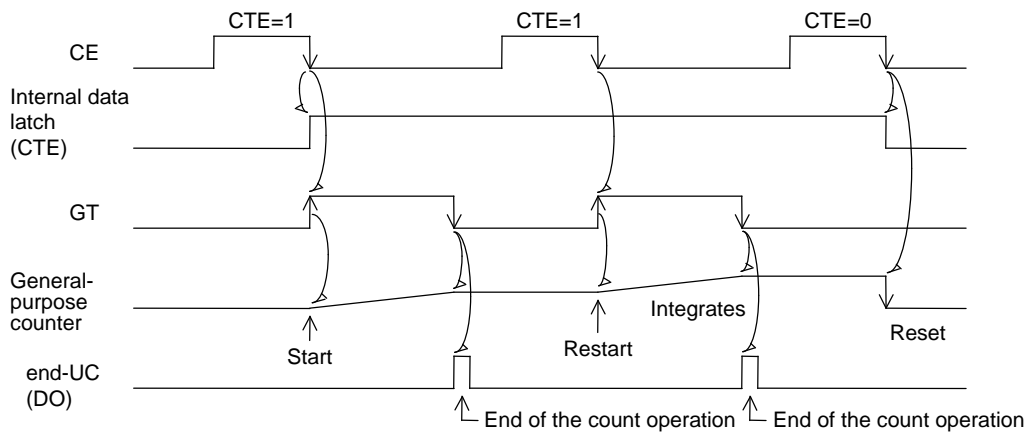 CTE=1
CTE=1
CTE=0
CE
Internal data
latch
(CTE)
GT
General-
purpose
counter
Start
Restart
Integrates
Reset
end-UC
(DO)
End of the count operation
End of the count operation